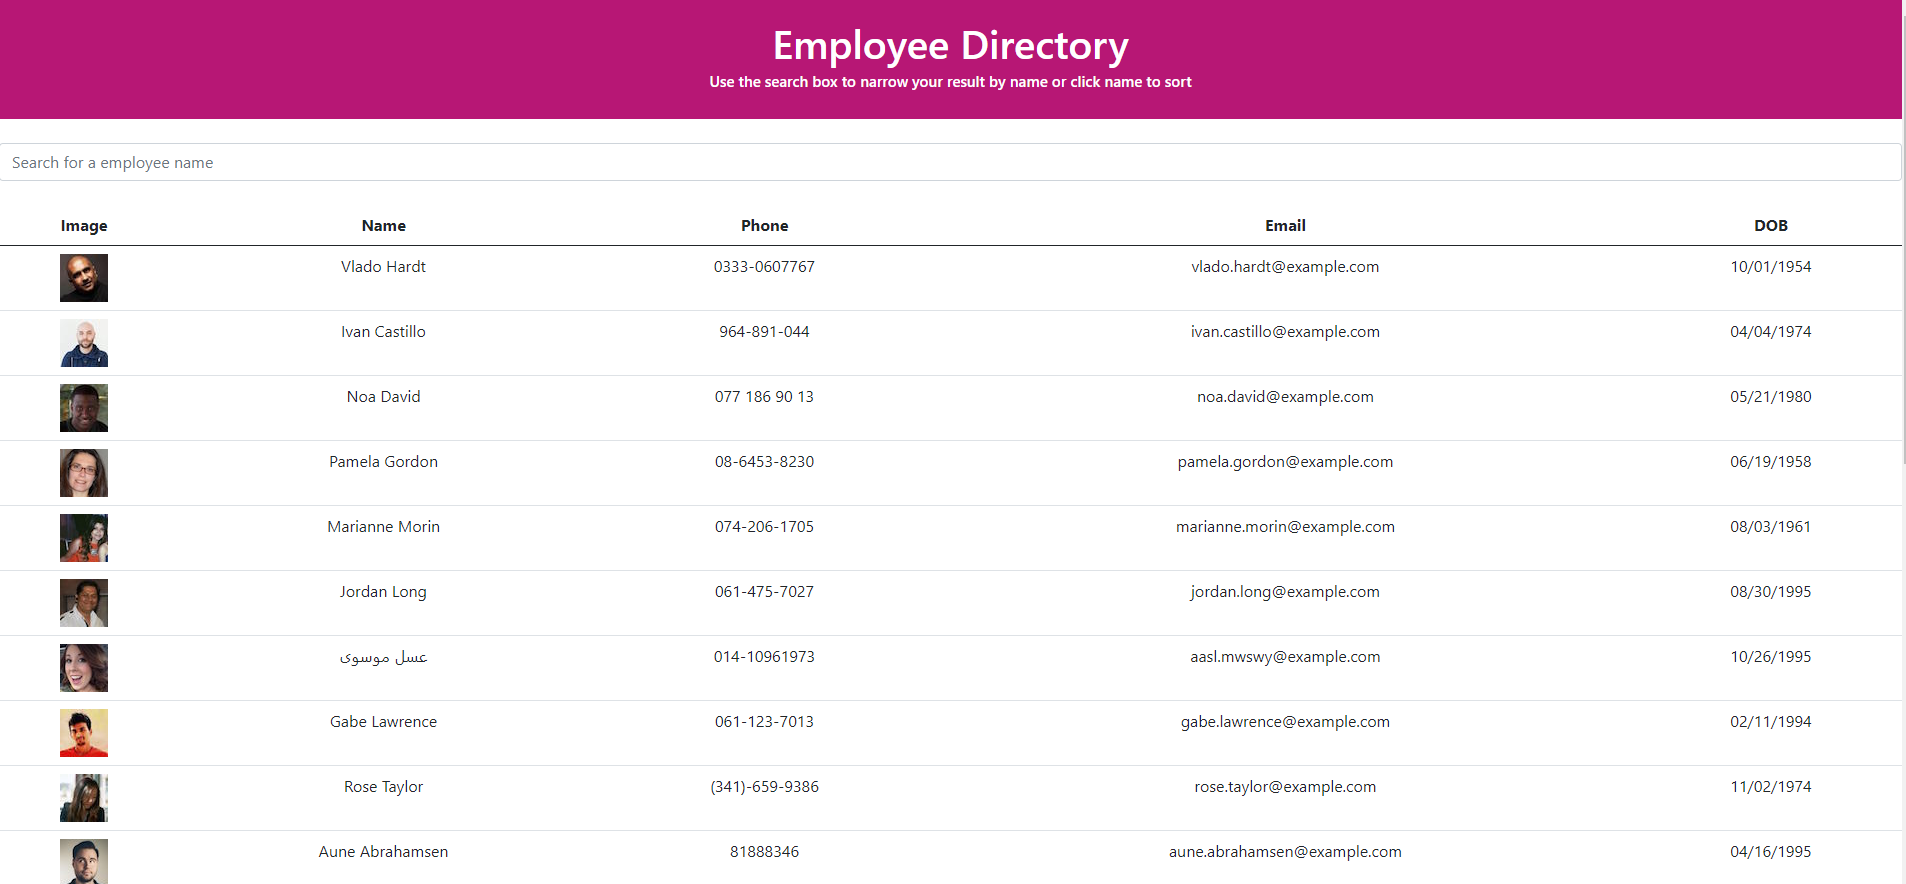 Employee Directory
Use the search box to narrow your result by name or click name to sort
Search for a employee name
Image Name Phone Email DOB
Vlado Hardt 0333-0607767 vlado.hardt@example.com 10/01/1954
Ivan Castillo 964-891-044 ivan.castillo@example.com 04/04/1974
Noa David 077 186 90 13 noa.david@example.com 05/21/1980
Pamela Gordon 08-6453-8230 pamela.gordon@example.com 06/19/1958
Marianne Morin 074-206-1705 marianne.morin@example.com 08/03/1961
Jordan Long 061-475-7027 jordan.long@example.com 08/30/1995
عسل موسوی 014-10961973 aasl.mwswy@example.com 10/26/1995
Gabe Lawrence 061-123-7013 gabe.lawrence@example.com 02/11/1994
Rose Taylor (341)-659-9386 rose.taylor@example.com 11/02/1974
Aune Abrahamsen 81888346 aune.abrahamsen@example.com 04/16/1995